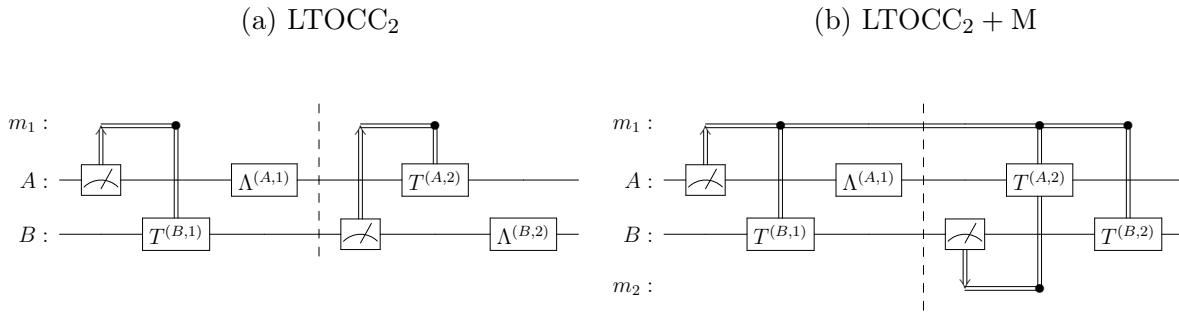 (a) LTOCC₂ (b) LTOCC₂ + M
m₁ : m₁ :
A : Λ^(A,1) T^(A,2) A : Λ^(A,1) T^(A,2)
B : T^(B,1) Λ^(B,2) B : T^(B,1) T^(B,2)
m₂ :